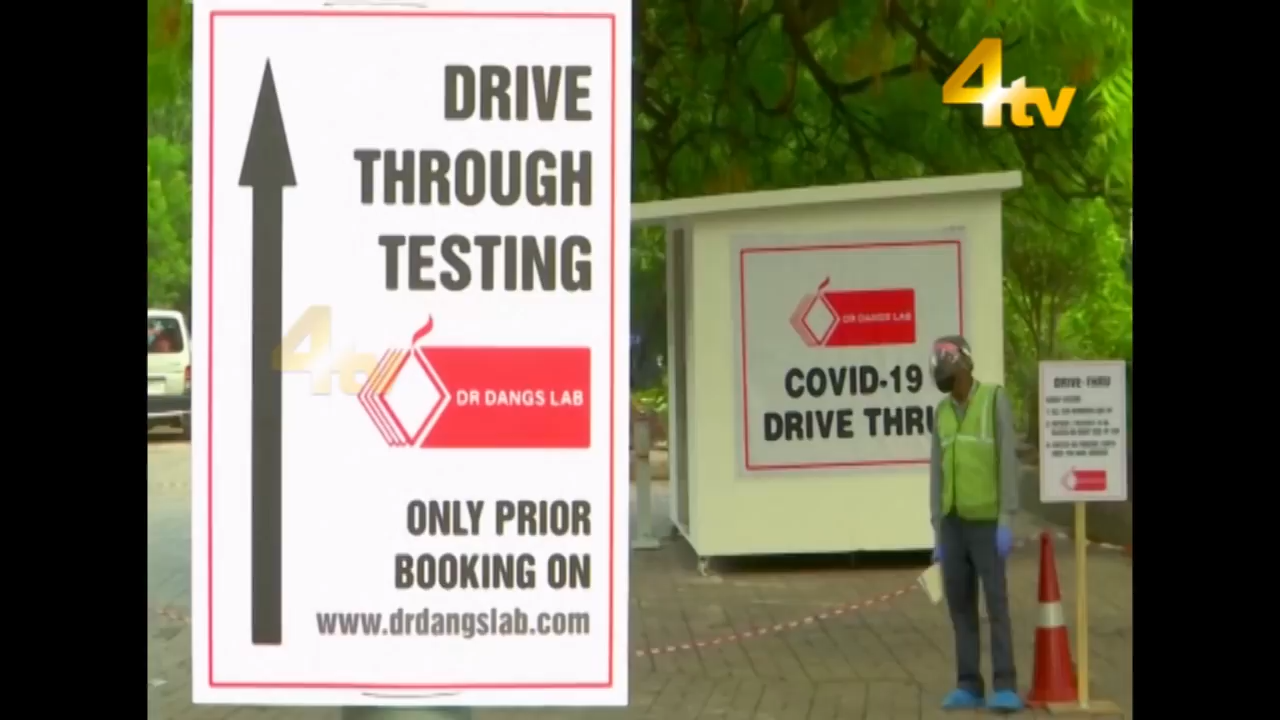 DRIVE
THROUGH
TESTING
4tv
DR DANGS LAB
ONLY PRIOR
BOOKING ON
www.drdangslab.com
4tv
DR DANGS LAB
COVID-19
DRIVE THRU
DRIVE-THRU